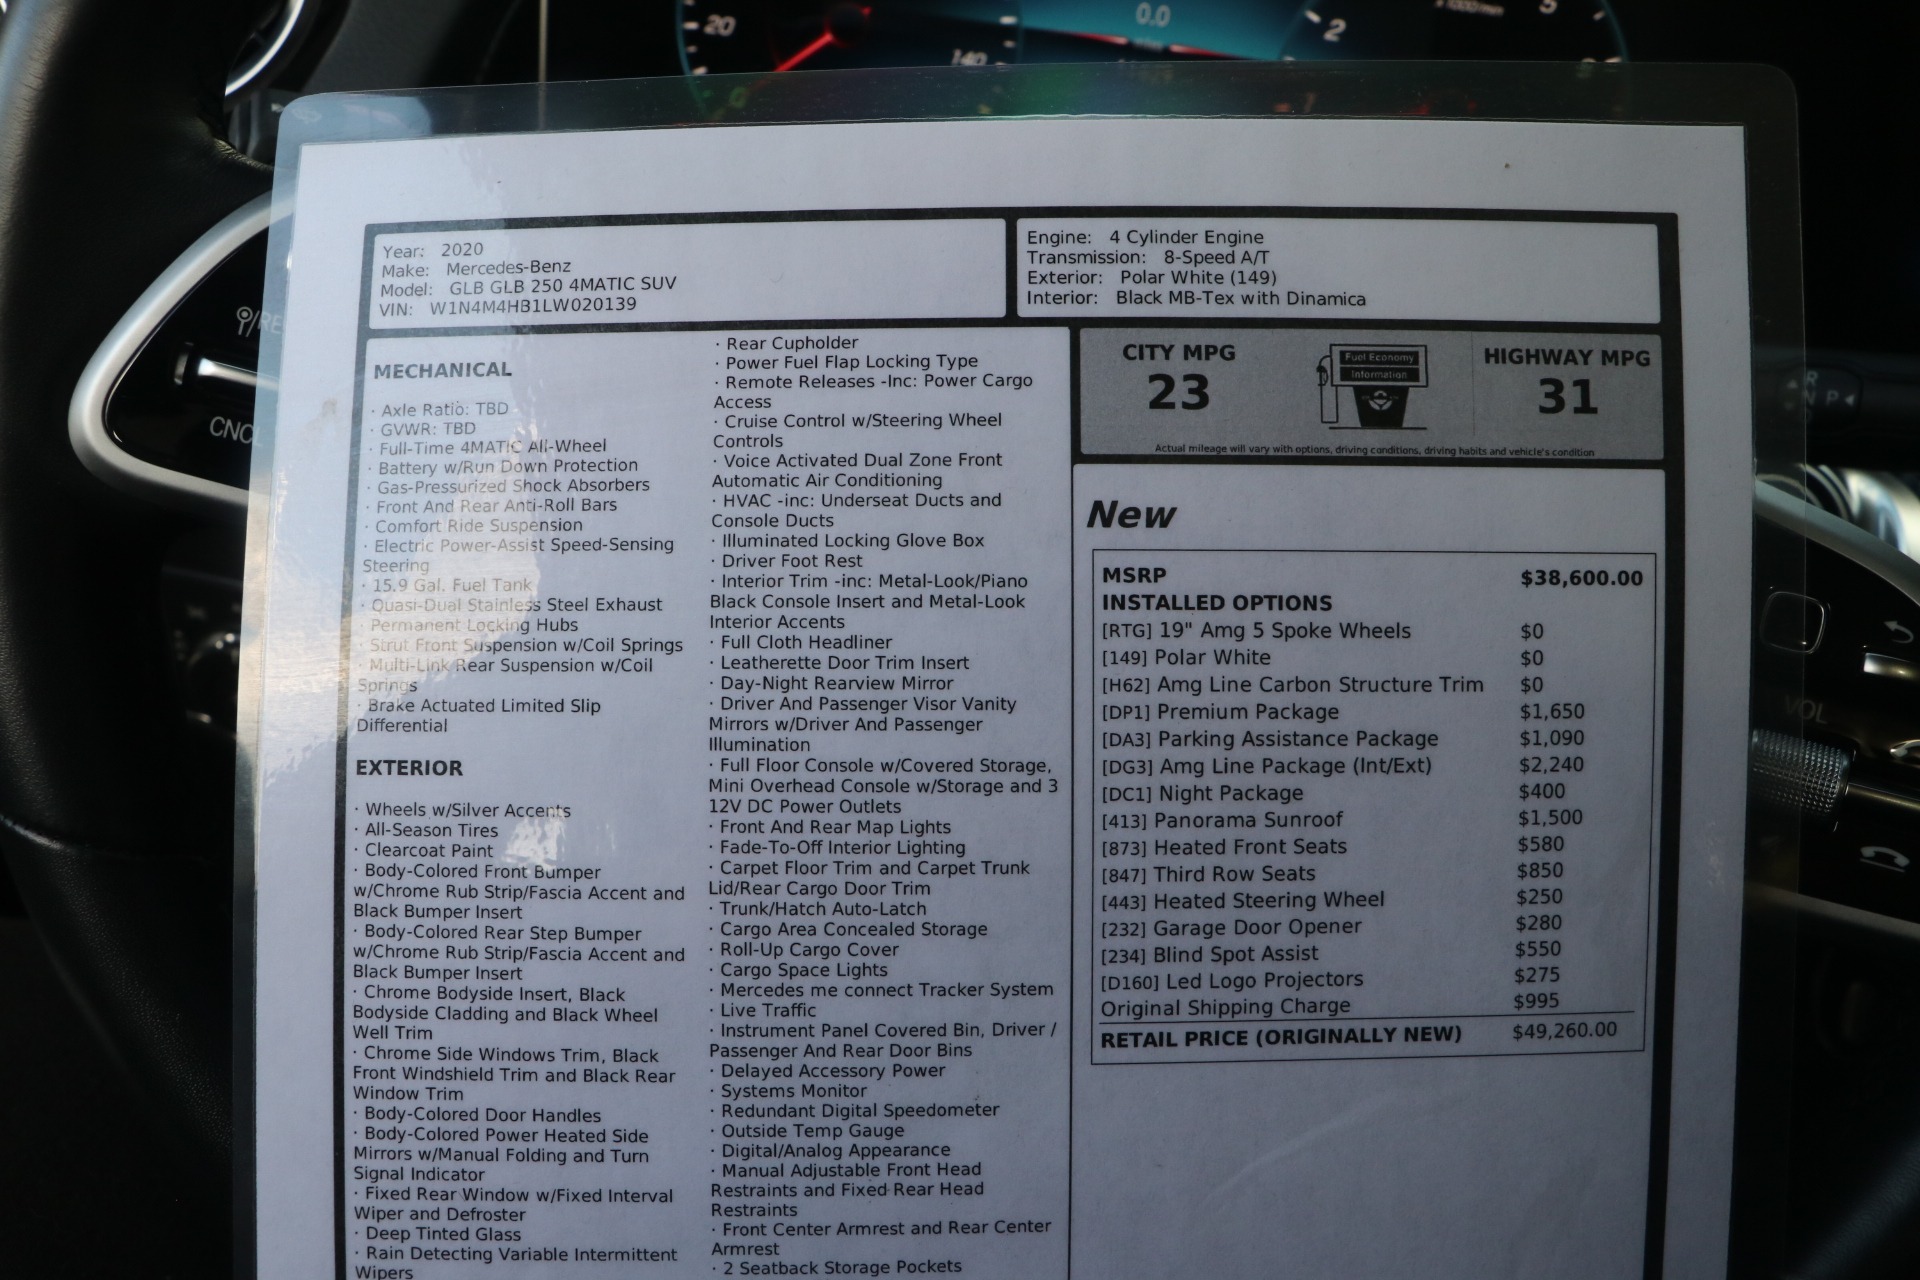 20
140
0.0
2
5
x1000/min
CNCL
R
N P
VOL
Year: 2020
Make: Mercedes-Benz
Model: GLB GLB 250 4MATIC SUV
VIN: W1N4M4HB1LW020139
Engine: 4 Cylinder Engine
Transmission: 8-Speed A/T
Exterior: Polar White (149)
Interior: Black MB-Tex with Dinamica
MECHANICAL
· Axle Ratio: TBD
· GVWR: TBD
· Full-Time 4MATIC All-Wheel
· Battery w/Run Down Protection
· Gas-Pressurized Shock Absorbers
· Front And Rear Anti-Roll Bars
· Comfort Ride Suspension
· Electric Power-Assist Speed-Sensing
Steering
· 15.9 Gal. Fuel Tank
· Quasi-Dual Stainless Steel Exhaust
· Permanent Locking Hubs
· Strut Front Suspension w/Coil Springs
· Multi-Link Rear Suspension w/Coil
Springs
· Brake Actuated Limited Slip
Differential
EXTERIOR
· Wheels w/Silver Accents
· All-Season Tires
· Clearcoat Paint
· Body-Colored Front Bumper
w/Chrome Rub Strip/Fascia Accent and
Black Bumper Insert
· Body-Colored Rear Step Bumper
w/Chrome Rub Strip/Fascia Accent and
Black Bumper Insert
· Chrome Bodyside Insert, Black
Bodyside Cladding and Black Wheel
Well Trim
· Chrome Side Windows Trim, Black
Front Windshield Trim and Black Rear
Window Trim
· Body-Colored Door Handles
· Body-Colored Power Heated Side
Mirrors w/Manual Folding and Turn
Signal Indicator
· Fixed Rear Window w/Fixed Interval
Wiper and Defroster
· Deep Tinted Glass
· Rain Detecting Variable Intermittent
Wipers
· Rear Cupholder
· Power Fuel Flap Locking Type
· Remote Releases -Inc: Power Cargo
Access
· Cruise Control w/Steering Wheel
Controls
· Voice Activated Dual Zone Front
Automatic Air Conditioning
· HVAC -inc: Underseat Ducts and
Console Ducts
· Illuminated Locking Glove Box
· Driver Foot Rest
· Interior Trim -inc: Metal-Look/Piano
Black Console Insert and Metal-Look
Interior Accents
· Full Cloth Headliner
· Leatherette Door Trim Insert
· Day-Night Rearview Mirror
· Driver And Passenger Visor Vanity
Mirrors w/Driver And Passenger
Illumination
· Full Floor Console w/Covered Storage,
Mini Overhead Console w/Storage and 3
12V DC Power Outlets
· Front And Rear Map Lights
· Fade-To-Off Interior Lighting
· Carpet Floor Trim and Carpet Trunk
Lid/Rear Cargo Door Trim
· Trunk/Hatch Auto-Latch
· Cargo Area Concealed Storage
· Roll-Up Cargo Cover
· Cargo Space Lights
· Mercedes me connect Tracker System
· Live Traffic
· Instrument Panel Covered Bin, Driver /
Passenger And Rear Door Bins
· Delayed Accessory Power
· Systems Monitor
· Redundant Digital Speedometer
· Outside Temp Gauge
· Digital/Analog Appearance
· Manual Adjustable Front Head
Restraints and Fixed Rear Head
Restraints
· Front Center Armrest and Rear Center
Armrest
· 2 Seatback Storage Pockets
CITY MPG
23
Fuel Economy
Information
HIGHWAY MPG
31
Actual mileage will vary with options, driving conditions, driving habits and vehicle's condition
New
MSRP $38,600.00
INSTALLED OPTIONS
[RTG] 19" Amg 5 Spoke Wheels $0
[149] Polar White $0
[H62] Amg Line Carbon Structure Trim $0
[DP1] Premium Package $1,650
[DA3] Parking Assistance Package $1,090
[DG3] Amg Line Package (Int/Ext) $2,240
[DC1] Night Package $400
[413] Panorama Sunroof $1,500
[873] Heated Front Seats $580
[847] Third Row Seats $850
[443] Heated Steering Wheel $250
[232] Garage Door Opener $280
[234] Blind Spot Assist $550
[D160] Led Logo Projectors $275
Original Shipping Charge $995
RETAIL PRICE (ORIGINALLY NEW) $49,260.00